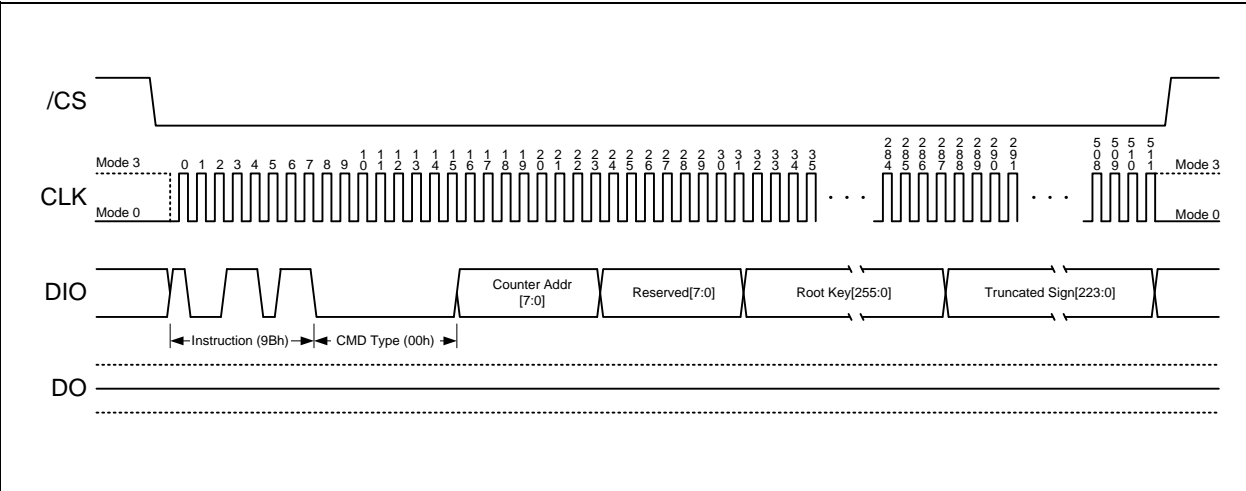 /CS
Mode 3
CLK
Mode 0
0 1 2 3 4 5 6 7 8 9 10 11 12 13 14 15 16 17 18 19 20 21 22 23 24 25 26 27 28 29 30 31 32 33 34 35 . . . 284 285 286 287 288 289 290 291 . . . 508 509 510 511
Mode 3
Mode 0
DIO
Counter Addr
[7:0]
Reserved[7:0]
Root Key[255:0]
Truncated Sign[223:0]
Instruction (9Bh)
CMD Type (00h)
DO